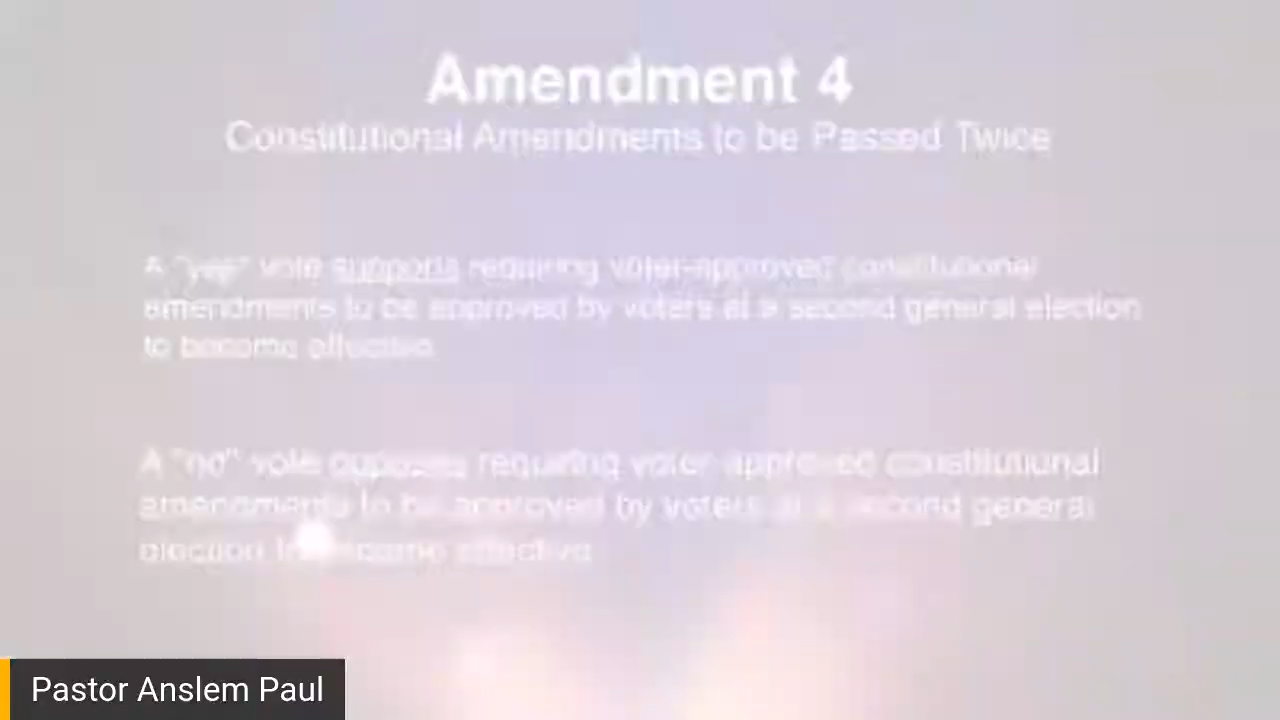 Amendment 4
Constitutional Amendments to be Passed Twice
A "yes" vote supports requiring voter-approved constitutional
amendments to be approved by voters at a second general election
to become effective.
A "no" vote opposes requiring voter-approved constitutional
amendments to be approved by voters at a second general
election to become effective.
Pastor Anslem Paul